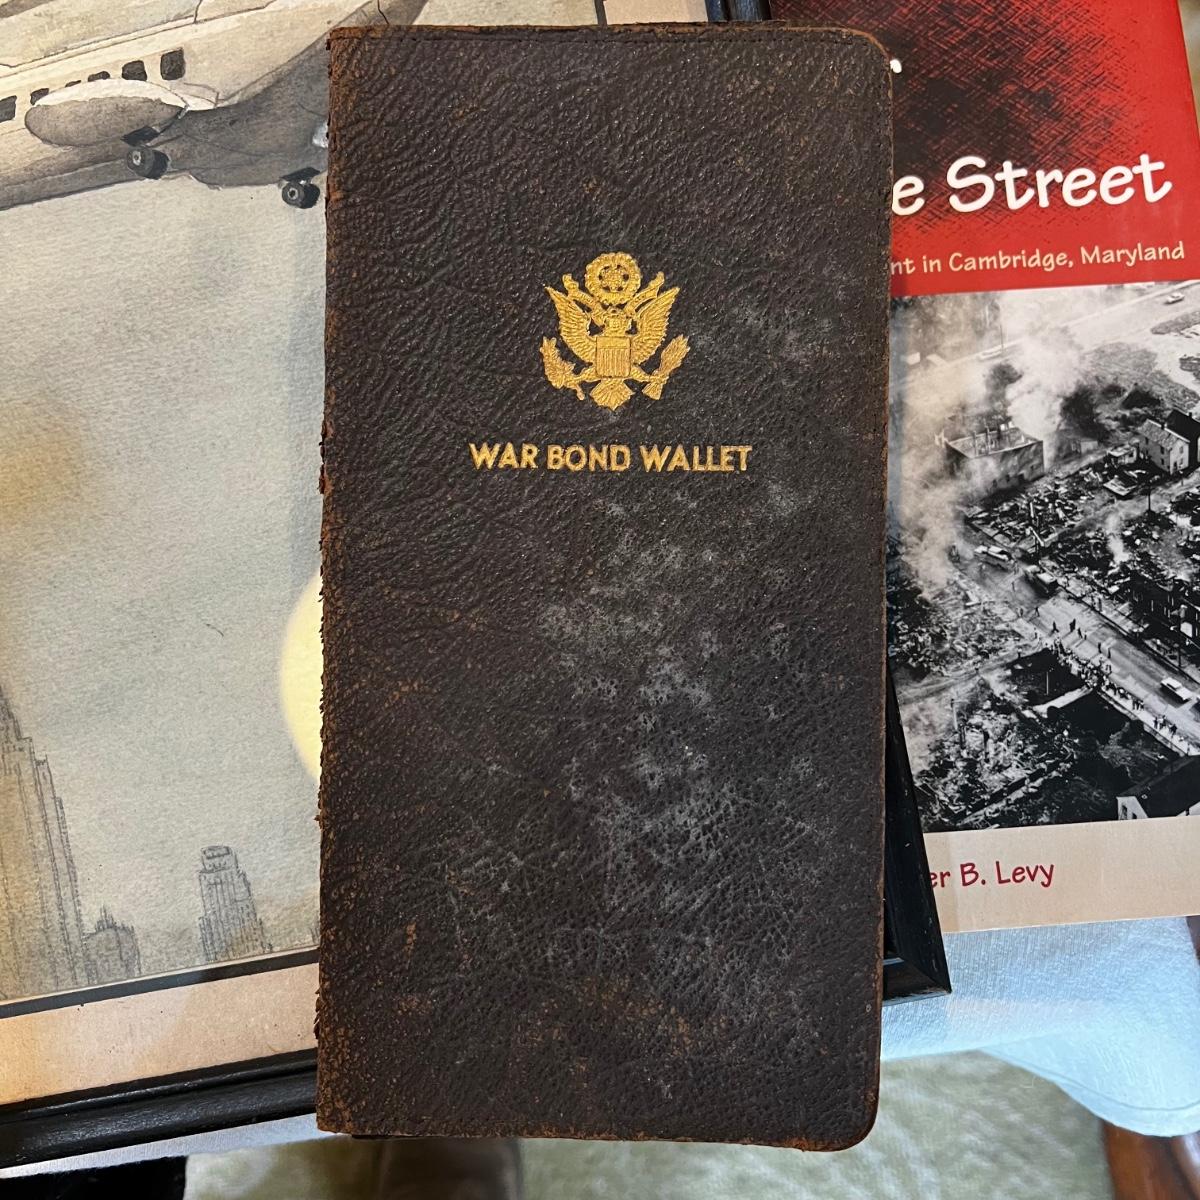 WAR BOND WALLET
e Street
nt in Cambridge, Maryland
er B. Levy